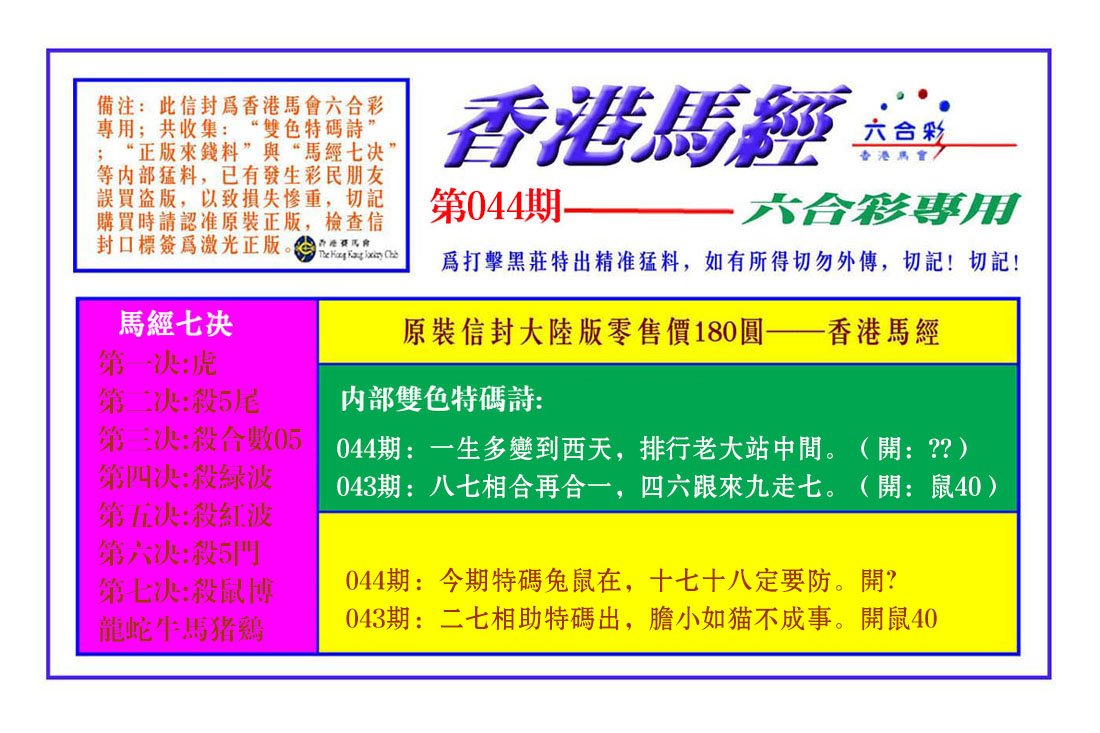 備注：此信封爲香港馬會六合彩
專用；共收集：“雙色特碼詩”
；“正版來錢料”與“馬經七决”
等内部猛料，已有發生彩民朋友
誤買盗版，以致損失慘重，切記
購買時請認准原裝正版，檢查信
封口標簽爲激光正版。
香港賽馬會
The Hong Kong Jockey Club
香港馬經
六合彩
香港馬會
第044期
六合彩專用
爲打擊黑莊特出精准猛料，如有所得切勿外傳，切記！切記！
馬經七决
第一决:虎
第二决:殺5尾
第三决:殺合數05
第四决:殺緑波
第五决:殺紅波
第六决:殺5門
第七决:殺鼠博
龍蛇牛馬猪鷄
原裝信封大陸版零售價180圓——香港馬經
内部雙色特碼詩:
044期：一生多變到西天，排行老大站中間。（開：??）
043期：八七相合再合一，四六跟來九走七。（開：鼠40）
044期：今期特碼兔鼠在，十七十八定要防。開?
043期：二七相助特碼出，膽小如猫不成事。開鼠40